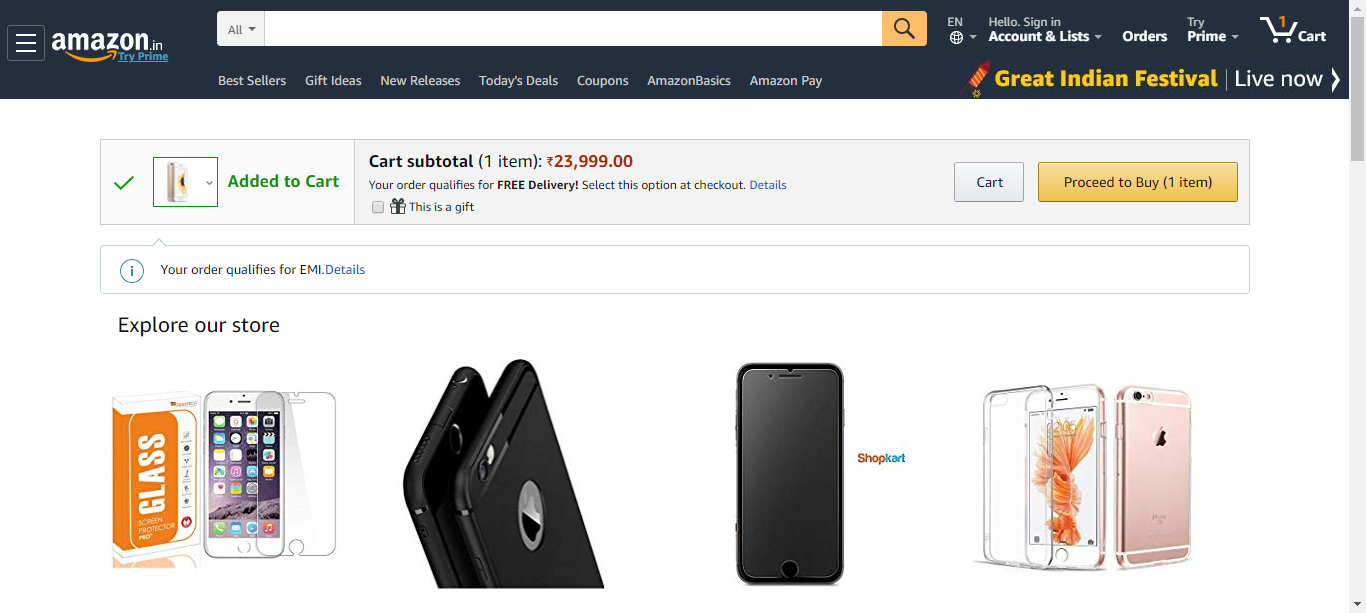 All
EN
Hello. Sign in
Try
1
amazon.in
Account & Lists
Orders
Prime
Cart
Try Prime
Best Sellers
Gift Ideas
New Releases
Today's Deals
Coupons
AmazonBasics
Amazon Pay
Great Indian Festival | Live now
Added to Cart
Cart subtotal (1 item): ₹23,999.00
Your order qualifies for FREE Delivery! Select this option at checkout. Details
This is a gift
Cart
Proceed to Buy (1 item)
Your order qualifies for EMI.Details
Explore our store
GLASS
SCREEN
PROTECTOR
PRO+
Shopkart
12:05
iPhone